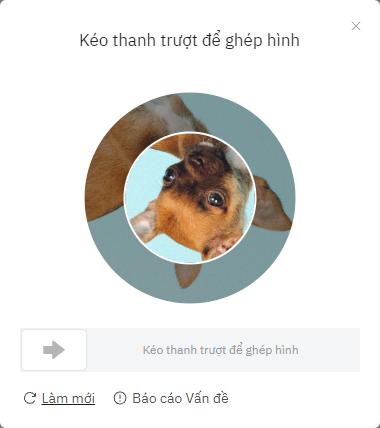 Kéo thanh trượt để ghép hình
Kéo thanh trượt để ghép hình
Làm mới
Báo cáo Vấn đề